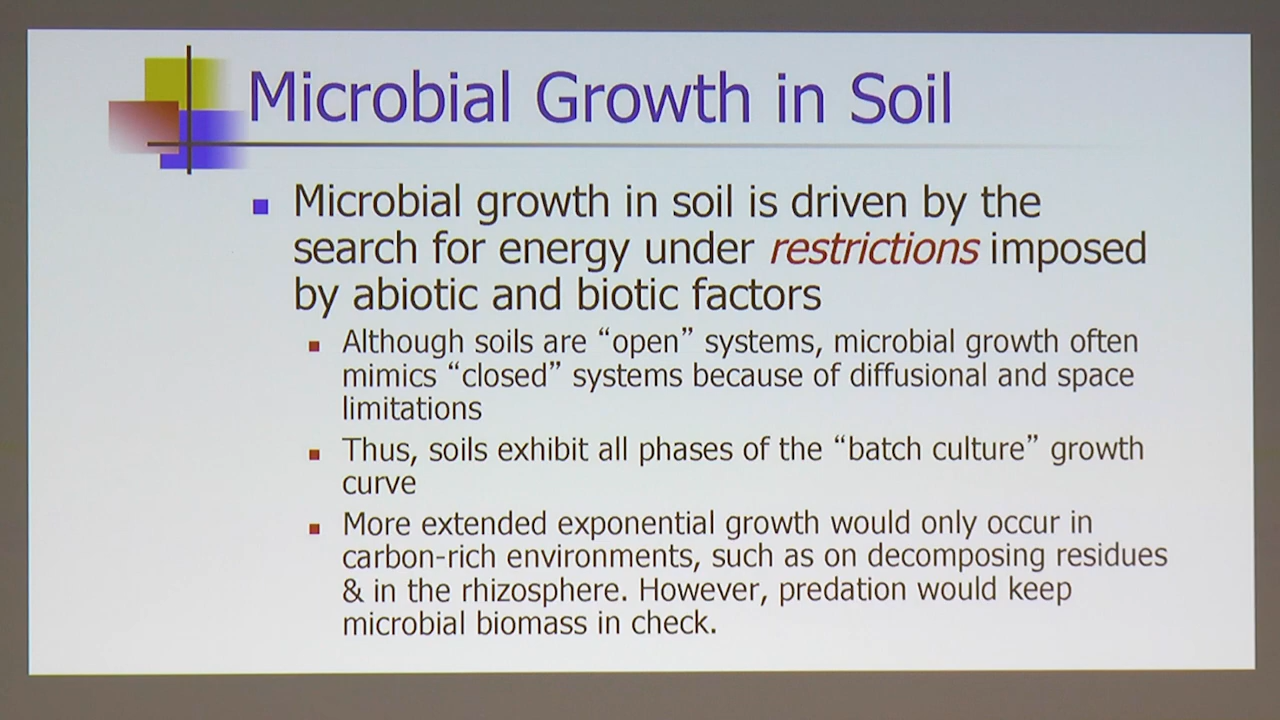 Microbial Growth in Soil
Microbial growth in soil is driven by the
search for energy under restrictions imposed
by abiotic and biotic factors
Although soils are “open” systems, microbial growth often
mimics “closed” systems because of diffusional and space
limitations
Thus, soils exhibit all phases of the “batch culture” growth
curve
More extended exponential growth would only occur in
carbon-rich environments, such as on decomposing residues
& in the rhizosphere. However, predation would keep
microbial biomass in check.